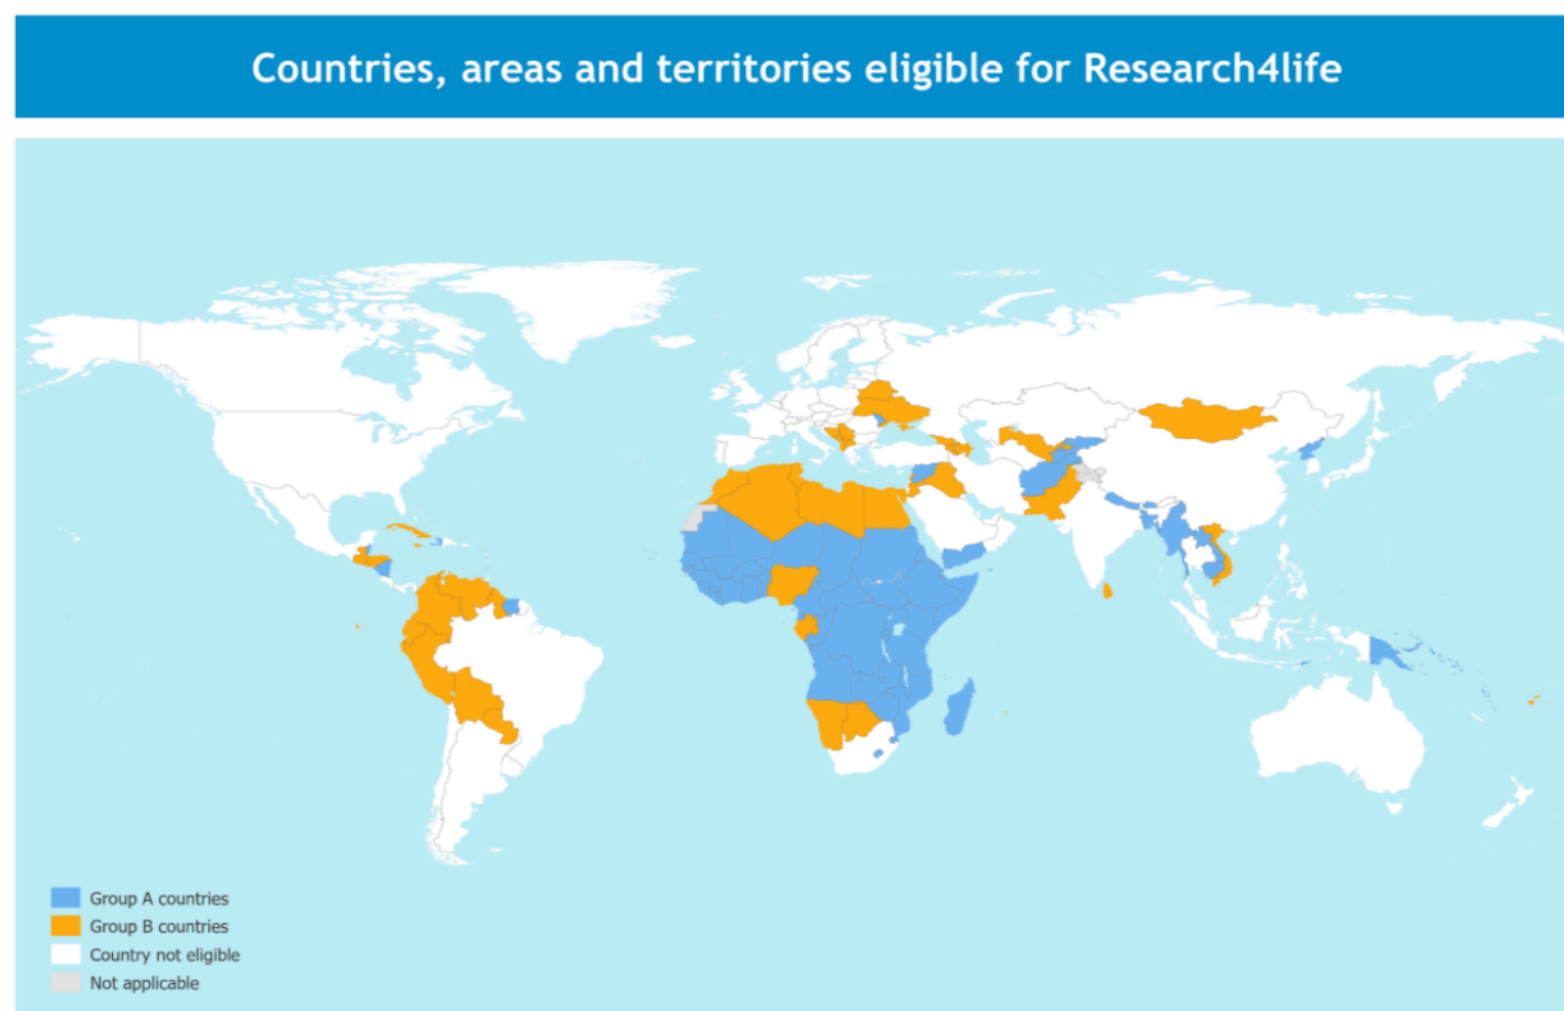 Countries, areas and territories eligible for Research4life
Group A countries
Group B countries
Country not eligible
Not applicable